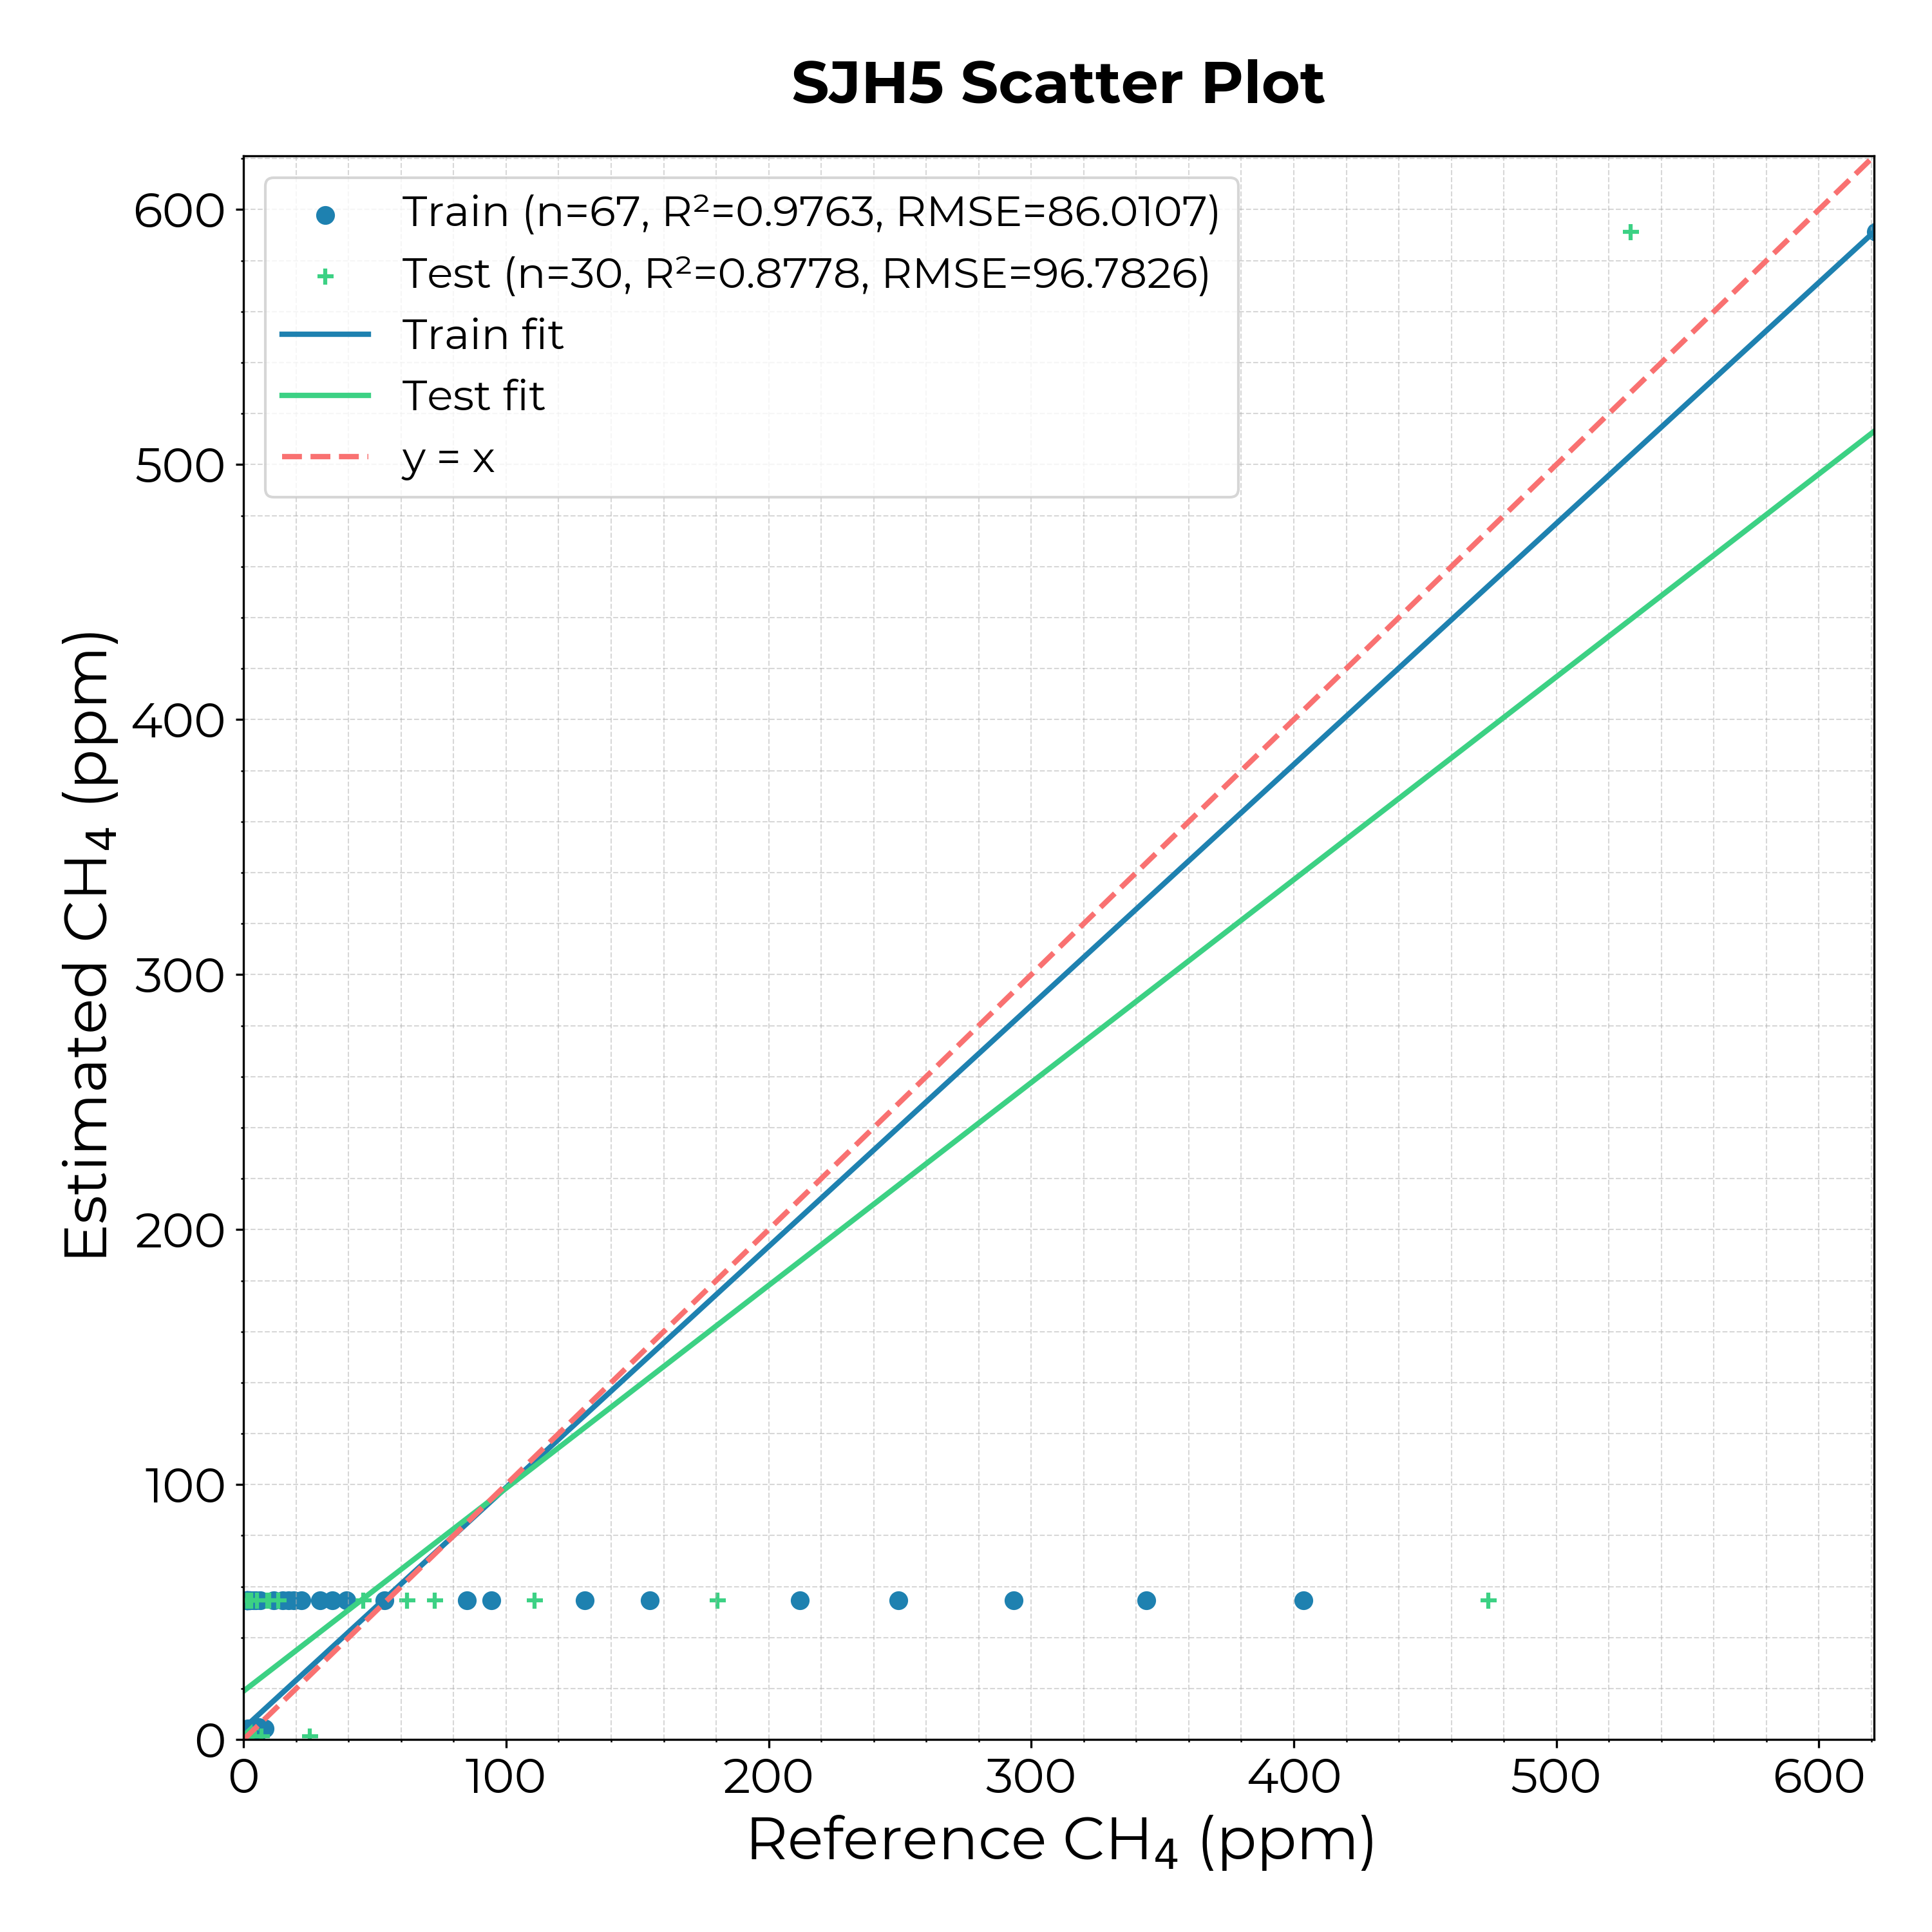 SJH5 Scatter Plot
Train (n=67, R²=0.9763, RMSE=86.0107)
Test (n=30, R²=0.8778, RMSE=96.7826)
Train fit
Test fit
y = x
Estimated CH₄ (ppm)
600
500
400
300
200
100
0
0 100 200 300 400 500 600
Reference CH₄ (ppm)